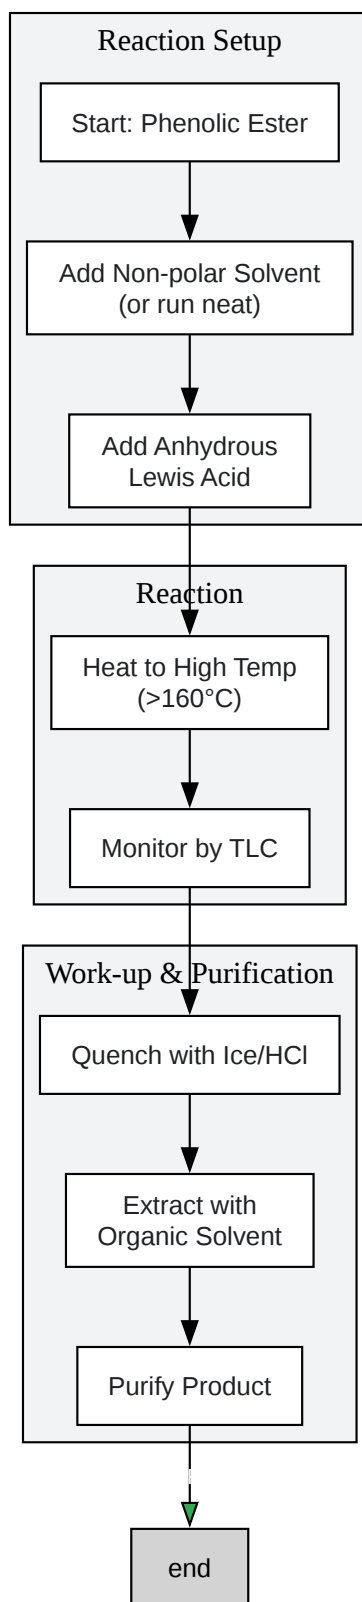 Reaction Setup
Start: Phenolic Ester
Add Non-polar Solvent
(or run neat)
Add Anhydrous
Lewis Acid
Reaction
Heat to High Temp
(>160°C)
Monitor by TLC
Work-up & Purification
Quench with Ice/HCl
Extract with
Organic Solvent
Purify Product
end